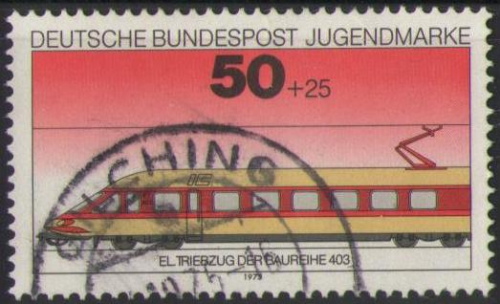 DEUTSCHE BUNDESPOST JUGENDMARKE
50+25
EL. TRIEBZUG DER BAUREIHE 403
1975